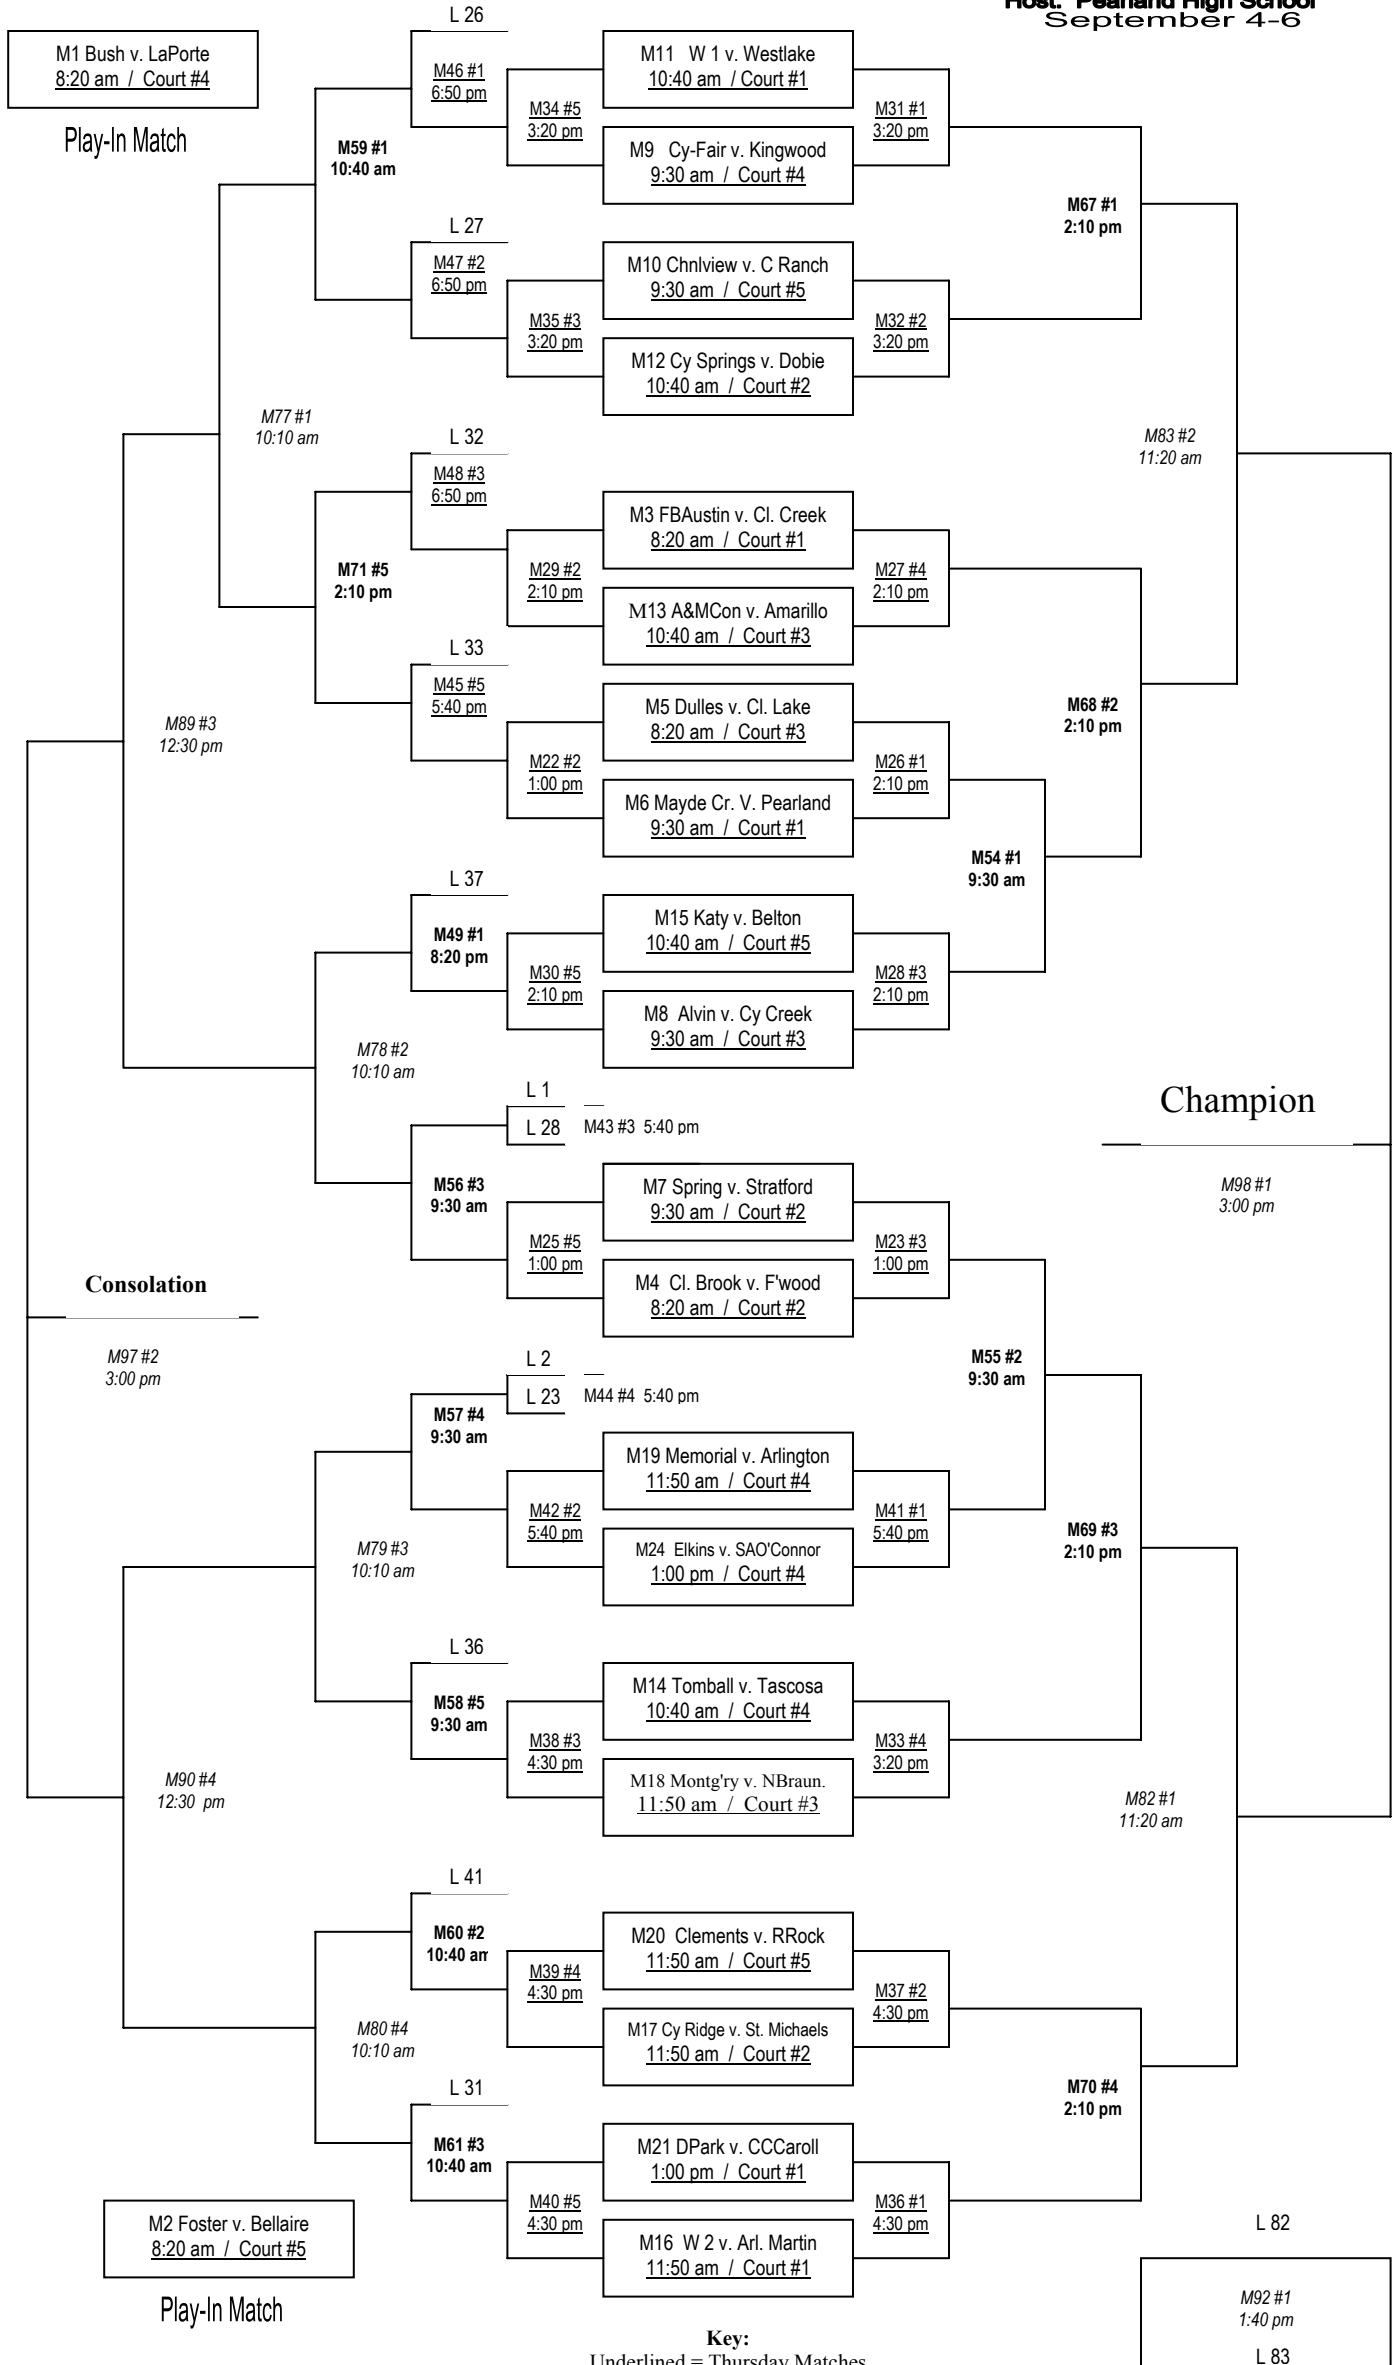 Host: Pearland High School
September 4-6
L 26
M1 Bush v. LaPorte
8:20 am / Court #4
Play-In Match
M46 #1
6:50 pm
M11 W 1 v. Westlake
10:40 am / Court #1
M34 #5
3:20 pm
M31 #1
3:20 pm
M59 #1
10:40 am
M9 Cy-Fair v. Kingwood
9:30 am / Court #4
M67 #1
2:10 pm
L 27
M47 #2
6:50 pm
M10 Chnlview v. C Ranch
9:30 am / Court #5
M35 #3
3:20 pm
M32 #2
3:20 pm
M12 Cy Springs v. Dobie
10:40 am / Court #2
M77 #1
10:10 am
L 32
M83 #2
11:20 am
M48 #3
6:50 pm
M3 FBAustin v. Cl. Creek
8:20 am / Court #1
M71 #5
2:10 pm
M29 #2
2:10 pm
M27 #4
2:10 pm
M13 A&MCon v. Amarillo
10:40 am / Court #3
L 33
M45 #5
5:40 pm
M5 Dulles v. Cl. Lake
8:20 am / Court #3
M68 #2
2:10 pm
M89 #3
12:30 pm
M22 #2
1:00 pm
M26 #1
2:10 pm
M6 Mayde Cr. V. Pearland
9:30 am / Court #1
M54 #1
9:30 am
L 37
M49 #1
8:20 pm
M15 Katy v. Belton
10:40 am / Court #5
M30 #5
2:10 pm
M28 #3
2:10 pm
M8 Alvin v. Cy Creek
9:30 am / Court #3
M78 #2
10:10 am
L 1
L 28 M43 #3 5:40 pm
Champion
M56 #3
9:30 am
M7 Spring v. Stratford
9:30 am / Court #2
M98 #1
3:00 pm
M25 #5
1:00 pm
M23 #3
1:00 pm
M4 Cl. Brook v. F'wood
8:20 am / Court #2
Consolation
M97 #2
3:00 pm
L 2
L 23 M44 #4 5:40 pm
M55 #2
9:30 am
M57 #4
9:30 am
M19 Memorial v. Arlington
11:50 am / Court #4
M42 #2
5:40 pm
M41 #1
5:40 pm
M69 #3
2:10 pm
M79 #3
10:10 am
M24 Elkins v. SAO'Connor
1:00 pm / Court #4
L 36
M58 #5
9:30 am
M14 Tomball v. Tascosa
10:40 am / Court #4
M38 #3
4:30 pm
M33 #4
3:20 pm
M90 #4
12:30 pm
M18 Montg'ry v. NBraun.
11:50 am / Court #3
M82 #1
11:20 am
L 41
M60 #2
10:40 am
M20 Clements v. RRock
11:50 am / Court #5
M39 #4
4:30 pm
M37 #2
4:30 pm
M80 #4
10:10 am
M17 Cy Ridge v. St. Michaels
11:50 am / Court #2
L 31
M70 #4
2:10 pm
M61 #3
10:40 am
M21 DPark v. CCCaroll
1:00 pm / Court #1
M40 #5
4:30 pm
M36 #1
4:30 pm
M2 Foster v. Bellaire
8:20 am / Court #5
M16 W 2 v. Arl. Martin
11:50 am / Court #1
Play-In Match
L 82
M92 #1
1:40 pm
L 83
Key:
Underlined = Thursday Matches